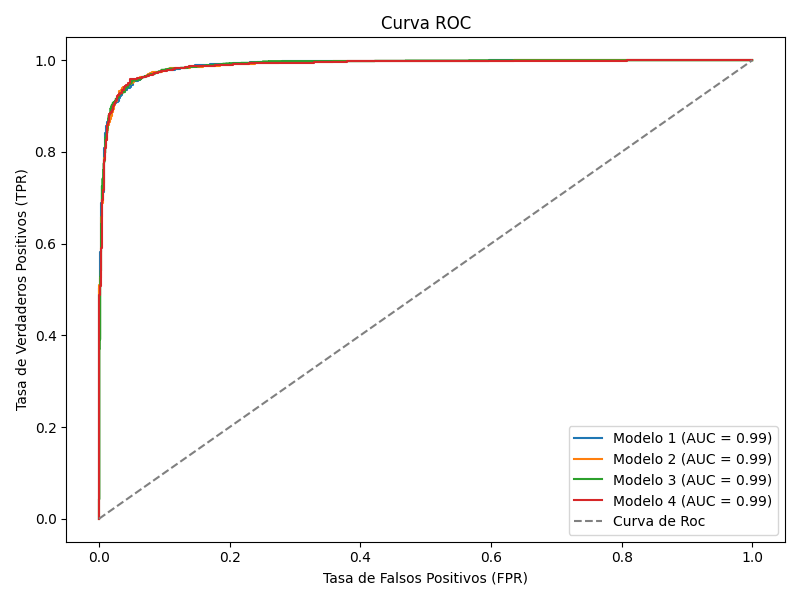 Curva ROC
Tasa de Verdaderos Positivos (TPR)
1.0
0.8
0.6
0.4
0.2
0.0
0.0 0.2 0.4 0.6 0.8 1.0
Tasa de Falsos Positivos (FPR)
Modelo 1 (AUC = 0.99)
Modelo 2 (AUC = 0.99)
Modelo 3 (AUC = 0.99)
Modelo 4 (AUC = 0.99)
Curva de Roc